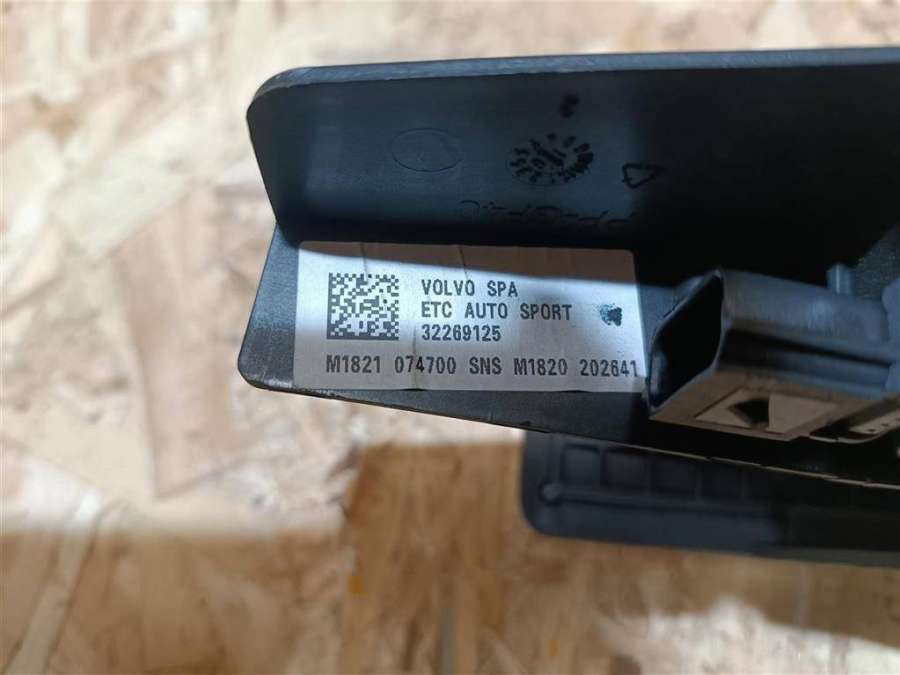 VOLVO SPA
ETC AUTO SPORT
32269125
M1821 074700 SNS M1820 202641